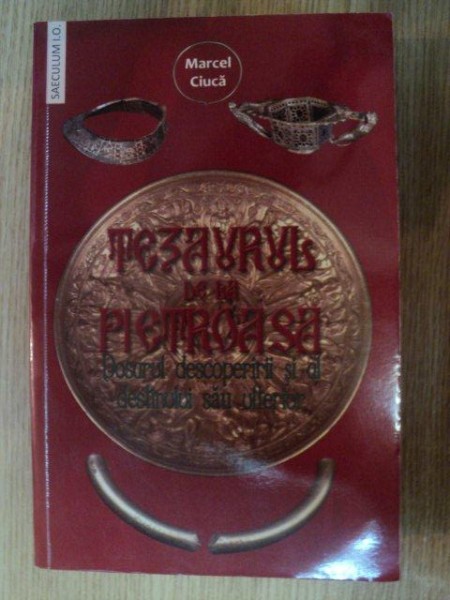 SAECULUM I.O.
Marcel
Ciucă
TEZAURUL
DE LA
PIETROASA
Dosarul descoperirii și al
destinului său ulterior